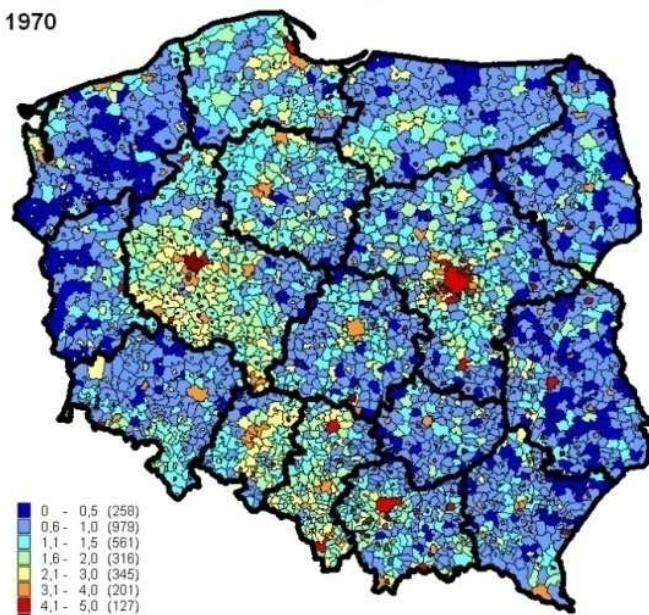 1970
0 - 0,5 (258)
0,6 - 1,0 (979)
1,1 - 1,5 (561)
1,6 - 2,0 (316)
2,1 - 3,0 (345)
3,1 - 4,0 (201)
4,1 - 5,0 (127)